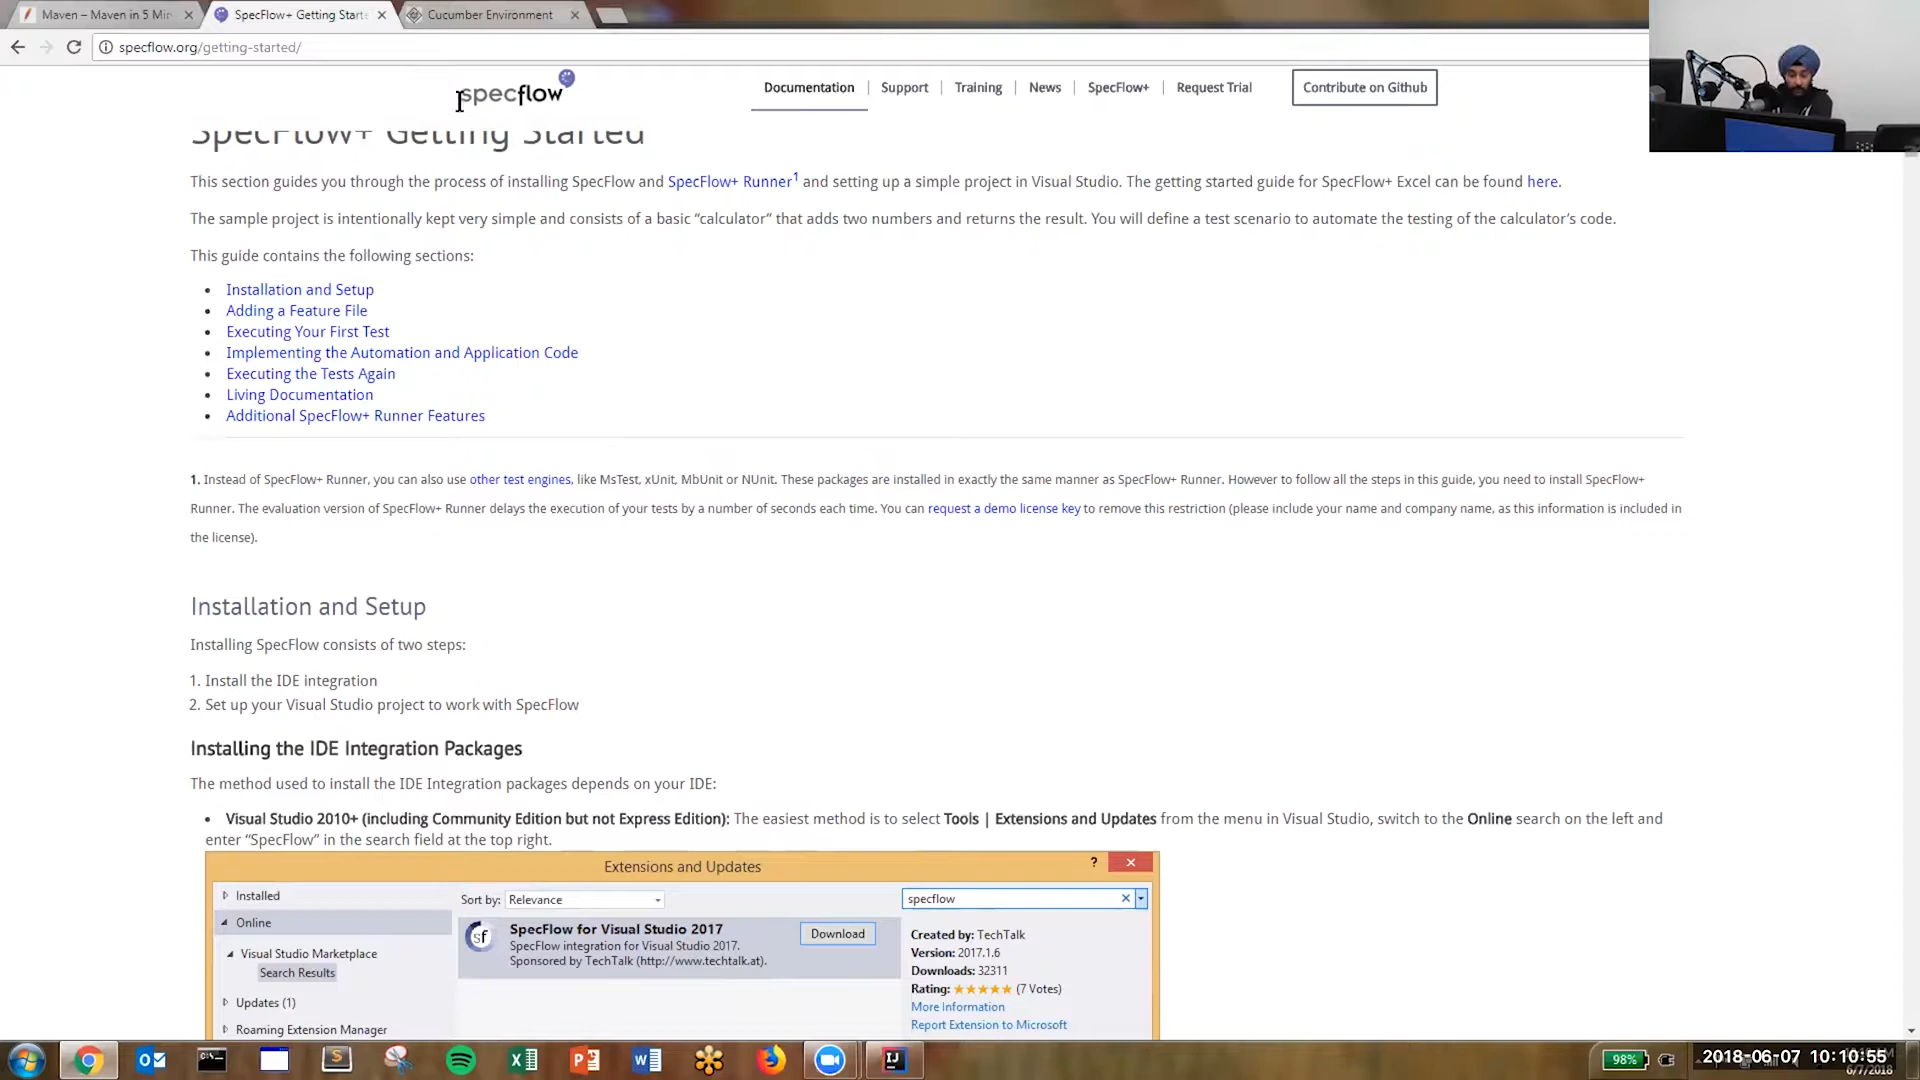 Maven – Maven in 5 Mi
SpecFlow+ Getting Starte
Cucumber Environment
specflow.org/getting-started/
specflow
Documentation
Support
Training
News
SpecFlow+
Request Trial
Contribute on Github
SpecFlow+ Getting Started
This section guides you through the process of installing SpecFlow and SpecFlow+ Runner1 and setting up a simple project in Visual Studio. The getting started guide for SpecFlow+ Excel can be found here.
The sample project is intentionally kept very simple and consists of a basic “calculator” that adds two numbers and returns the result. You will define a test scenario to automate the testing of the calculator’s code.
This guide contains the following sections:
• Installation and Setup
• Adding a Feature File
• Executing Your First Test
• Implementing the Automation and Application Code
• Executing the Tests Again
• Living Documentation
• Additional SpecFlow+ Runner Features
1. Instead of SpecFlow+ Runner, you can also use other test engines, like MsTest, xUnit, MbUnit or NUnit. These packages are installed in exactly the same manner as SpecFlow+ Runner. However to follow all the steps in this guide, you need to install SpecFlow+
Runner. The evaluation version of SpecFlow+ Runner delays the execution of your tests by a number of seconds each time. You can request a demo license key to remove this restriction (please include your name and company name, as this information is included in
the license).
Installation and Setup
Installing SpecFlow consists of two steps:
1. Install the IDE integration
2. Set up your Visual Studio project to work with SpecFlow
Installing the IDE Integration Packages
The method used to install the IDE Integration packages depends on your IDE:
• Visual Studio 2010+ (including Community Edition but not Express Edition): The easiest method is to select Tools | Extensions and Updates from the menu in Visual Studio, switch to the Online search on the left and
enter “SpecFlow” in the search field at the top right.
Extensions and Updates
?
Installed
Sort by: Relevance
specflow
Online
SpecFlow for Visual Studio 2017
Download
SpecFlow integration for Visual Studio 2017.
Sponsored by TechTalk (http://www.techtalk.at).
sf
Created by: TechTalk
Version: 2017.1.6
Downloads: 32311
Rating: ★★★★★ (7 Votes)
More Information
Report Extension to Microsoft
Visual Studio Marketplace
Search Results
Updates (1)
Roaming Extension Manager
98%
2018-06-07 10:10:55
6/7/2018